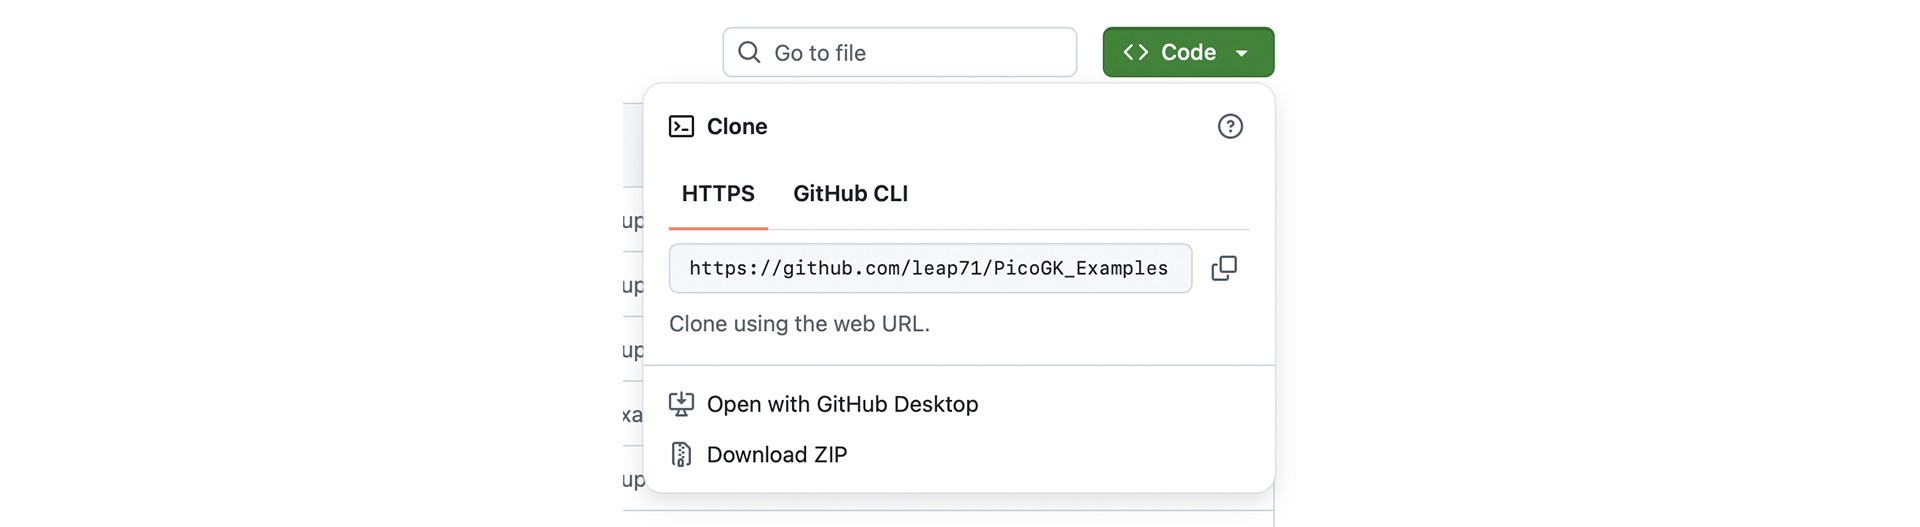 Go to file
<> Code
Clone
HTTPS GitHub CLI
https://github.com/leap71/PicoGK_Examples
Clone using the web URL.
Open with GitHub Desktop
Download ZIP
up
up
up
xa
up